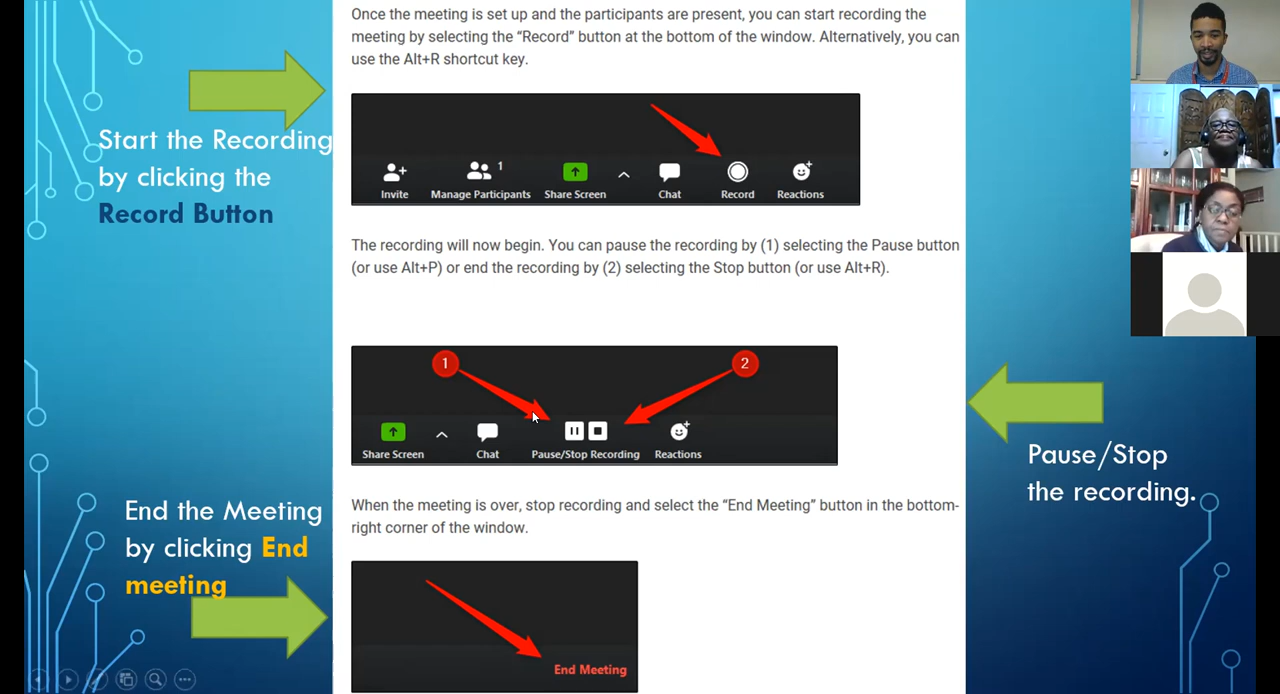 Once the meeting is set up and the participants are present, you can start recording the
meeting by selecting the “Record” button at the bottom of the window. Alternatively, you can
use the Alt+R shortcut key.
Start the Recording
by clicking the
Record Button
1
Invite
Manage Participants
Share Screen
Chat
Record
Reactions
The recording will now begin. You can pause the recording by (1) selecting the Pause button
(or use Alt+P) or end the recording by (2) selecting the Stop button (or use Alt+R).
1
2
Share Screen
Chat
Pause/Stop Recording
Reactions
Pause/Stop
the recording.
When the meeting is over, stop recording and select the “End Meeting” button in the bottom-
right corner of the window.
End the Meeting
by clicking End
meeting
End Meeting